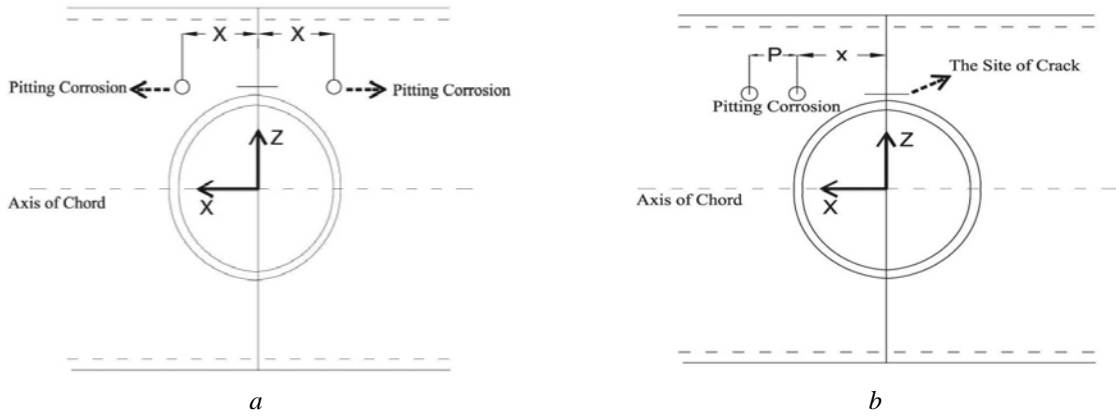 X X
Pitting Corrosion
Pitting Corrosion
Z
X
Axis of Chord
a
P x
The Site of Crack
Pitting Corrosion
Z
X
Axis of Chord
b